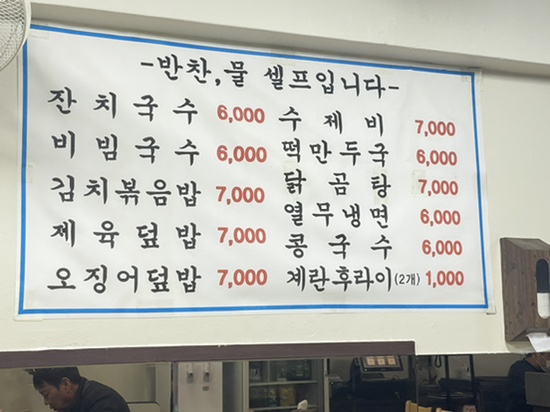 -반찬,물 셀프입니다-
잔치국수 6,000
비빔국수 6,000
김치볶음밥 7,000
제육덮밥 7,000
오징어덮밥 7,000
수제비 7,000
떡만두국 6,000
닭곰탕 7,000
열무냉면 6,000
콩국수 6,000
계란후라이(2개) 1,000